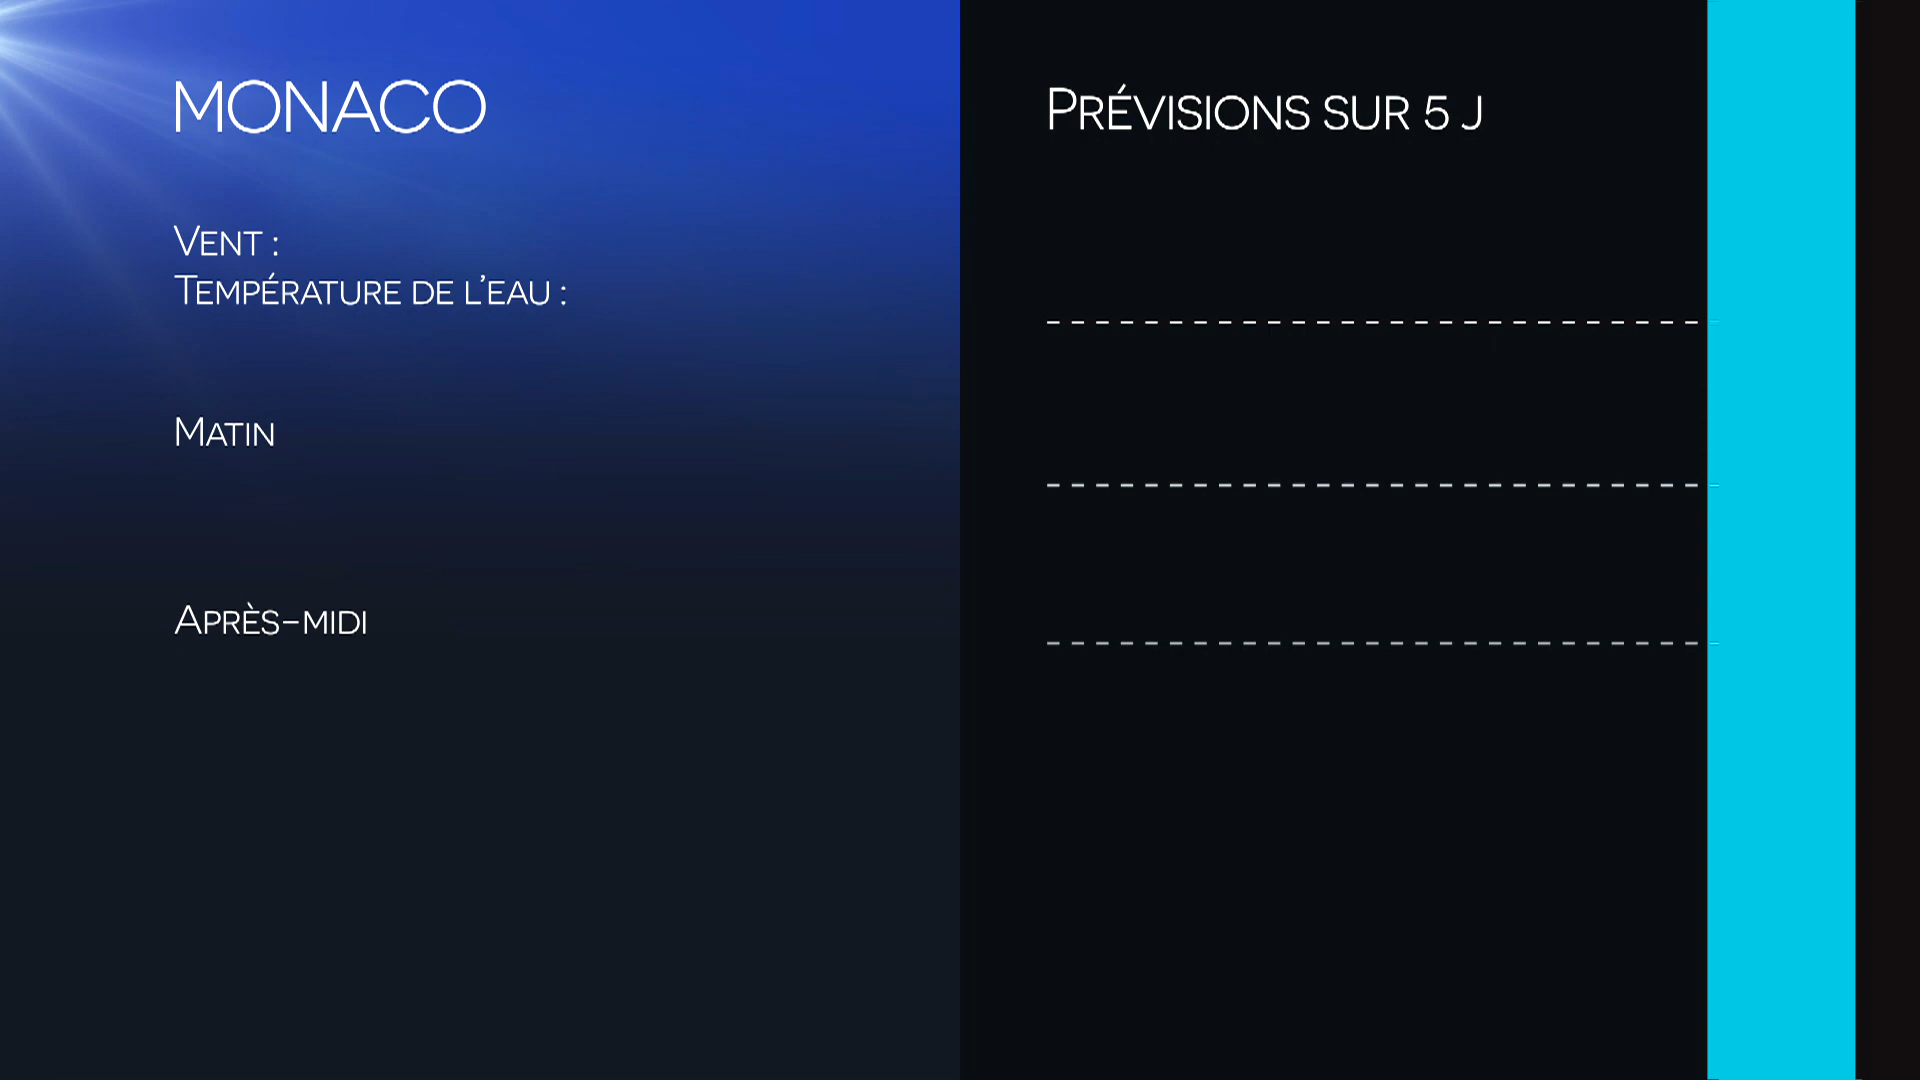 MONACO
Vent :
Température de l’eau :
Matin
Après-midi
Prévisions sur 5 j